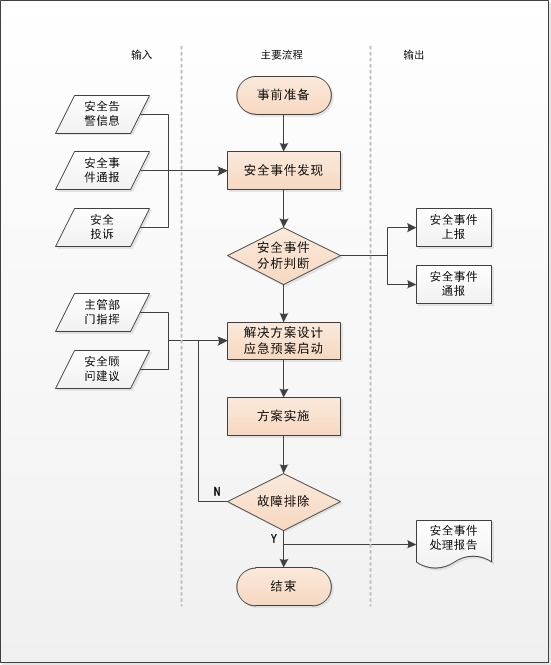 输入
主要流程
输出
事前准备
安全告
警信息
安全事
件通报
安全
投诉
安全事件发现
安全事件
分析判断
安全事件
上报
安全事件
通报
主管部
门指挥
安全顾
问建议
解决方案设计
应急预案启动
方案实施
故障排除
N
Y
安全事件
处理报告
结束